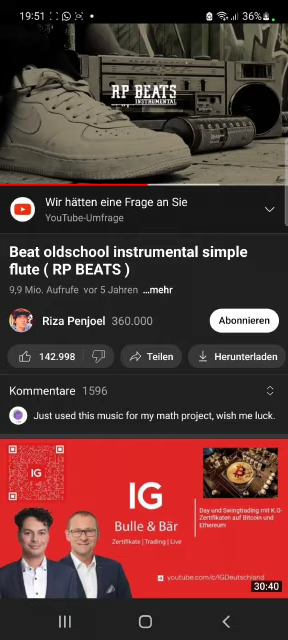 19:51
36%
RP BEATS
INSTRUMENTAL
Wir hätten eine Frage an Sie
YouTube-Umfrage
Beat oldschool instrumental simple
flute ( RP BEATS )
9,9 Mio. Aufrufe vor 5 Jahren ...mehr
Riza Penjoel 360.000
Abonnieren
142.998
Teilen
Herunterladen
Kommentare 1596
Just used this music for my math project, wish me luck.
IG
IG
Bulle & Bär
Zertifikate | Trading | Live
Day und Swingtrading mit K.O-
Zertifikaten auf Bitcoin und
Ethereum
youtube.com/c/IGDeutschland
30:40